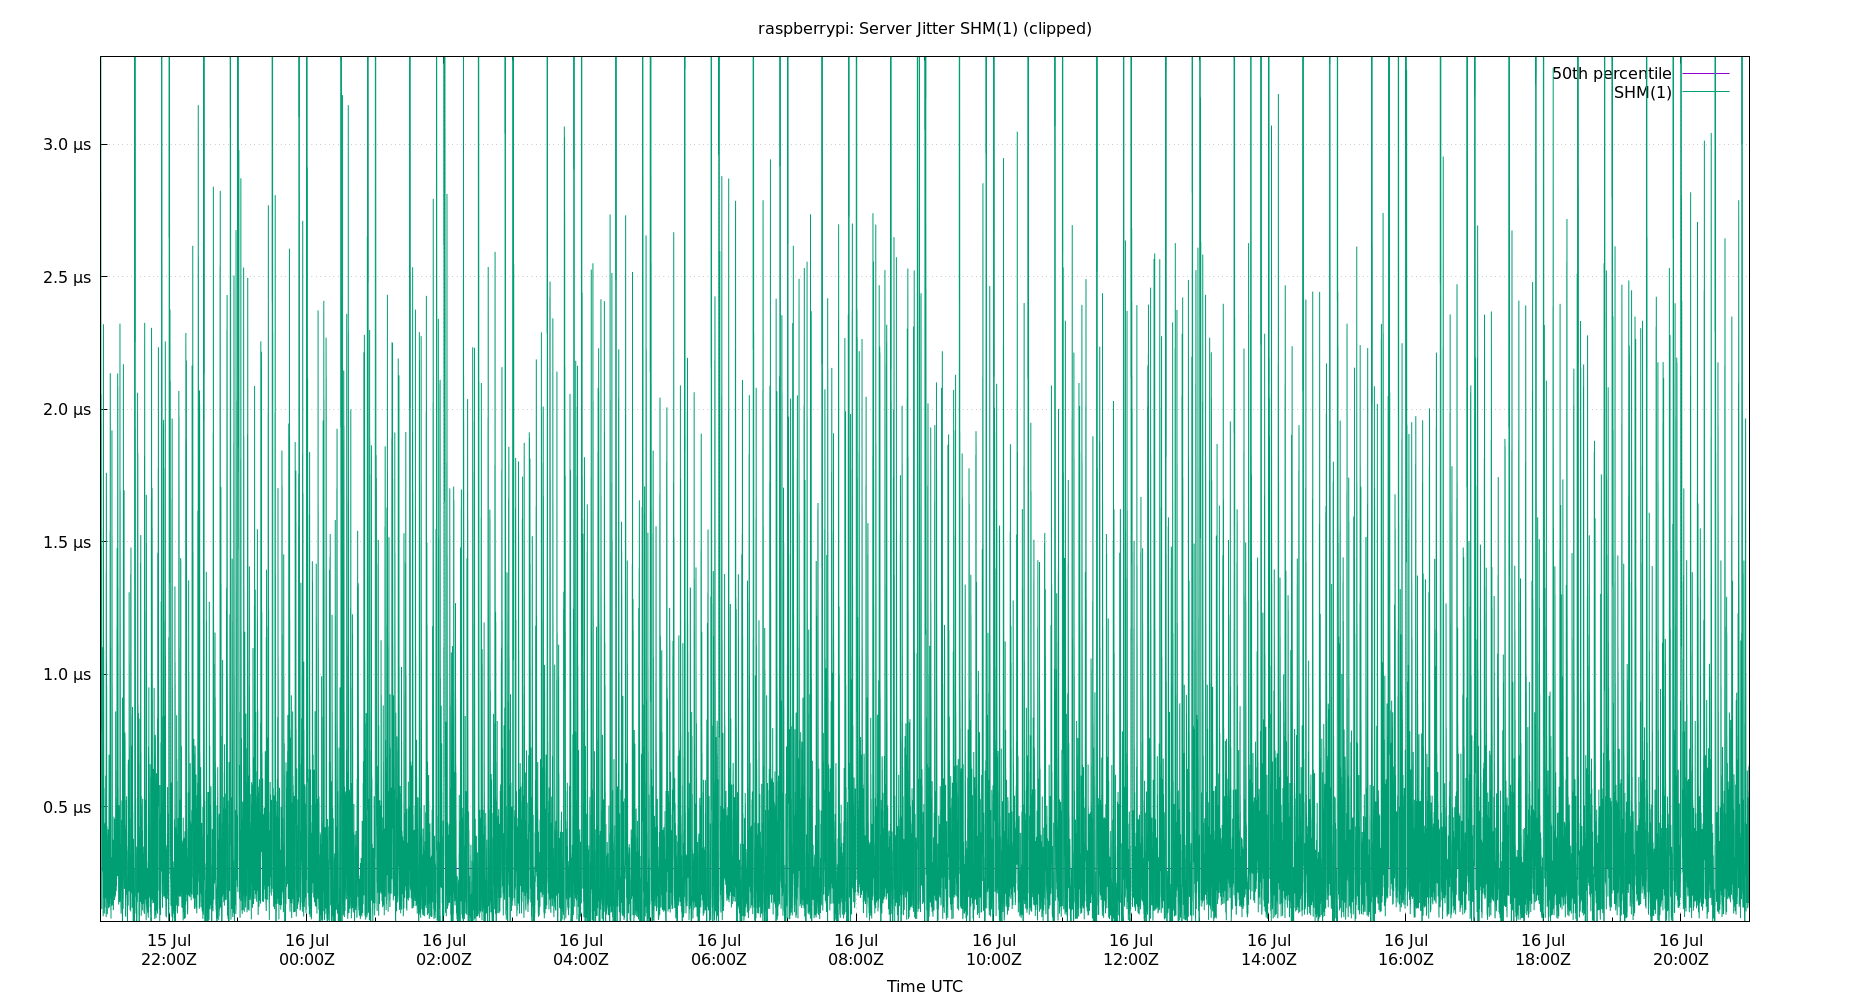 raspberrypi: Server Jitter SHM(1) (clipped)
50th percentile
SHM(1)
3.0 µs
2.5 µs
2.0 µs
1.5 µs
1.0 µs
0.5 µs
15 Jul 16 Jul 16 Jul 16 Jul 16 Jul 16 Jul 16 Jul 16 Jul 16 Jul 16 Jul 16 Jul 16 Jul
22:00Z 00:00Z 02:00Z 04:00Z 06:00Z 08:00Z 10:00Z 12:00Z 14:00Z 16:00Z 18:00Z 20:00Z
Time UTC